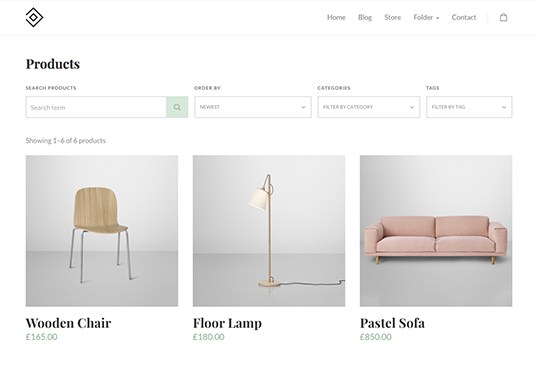 Home Blog Store Folder Contact
Products
SEARCH PRODUCTS ORDER BY CATEGORIES TAGS
Search term NEWEST FILTER BY CATEGORY FILTER BY TAG
Showing 1–6 of 6 products
Wooden Chair Floor Lamp Pastel Sofa
£165.00 £180.00 £850.00